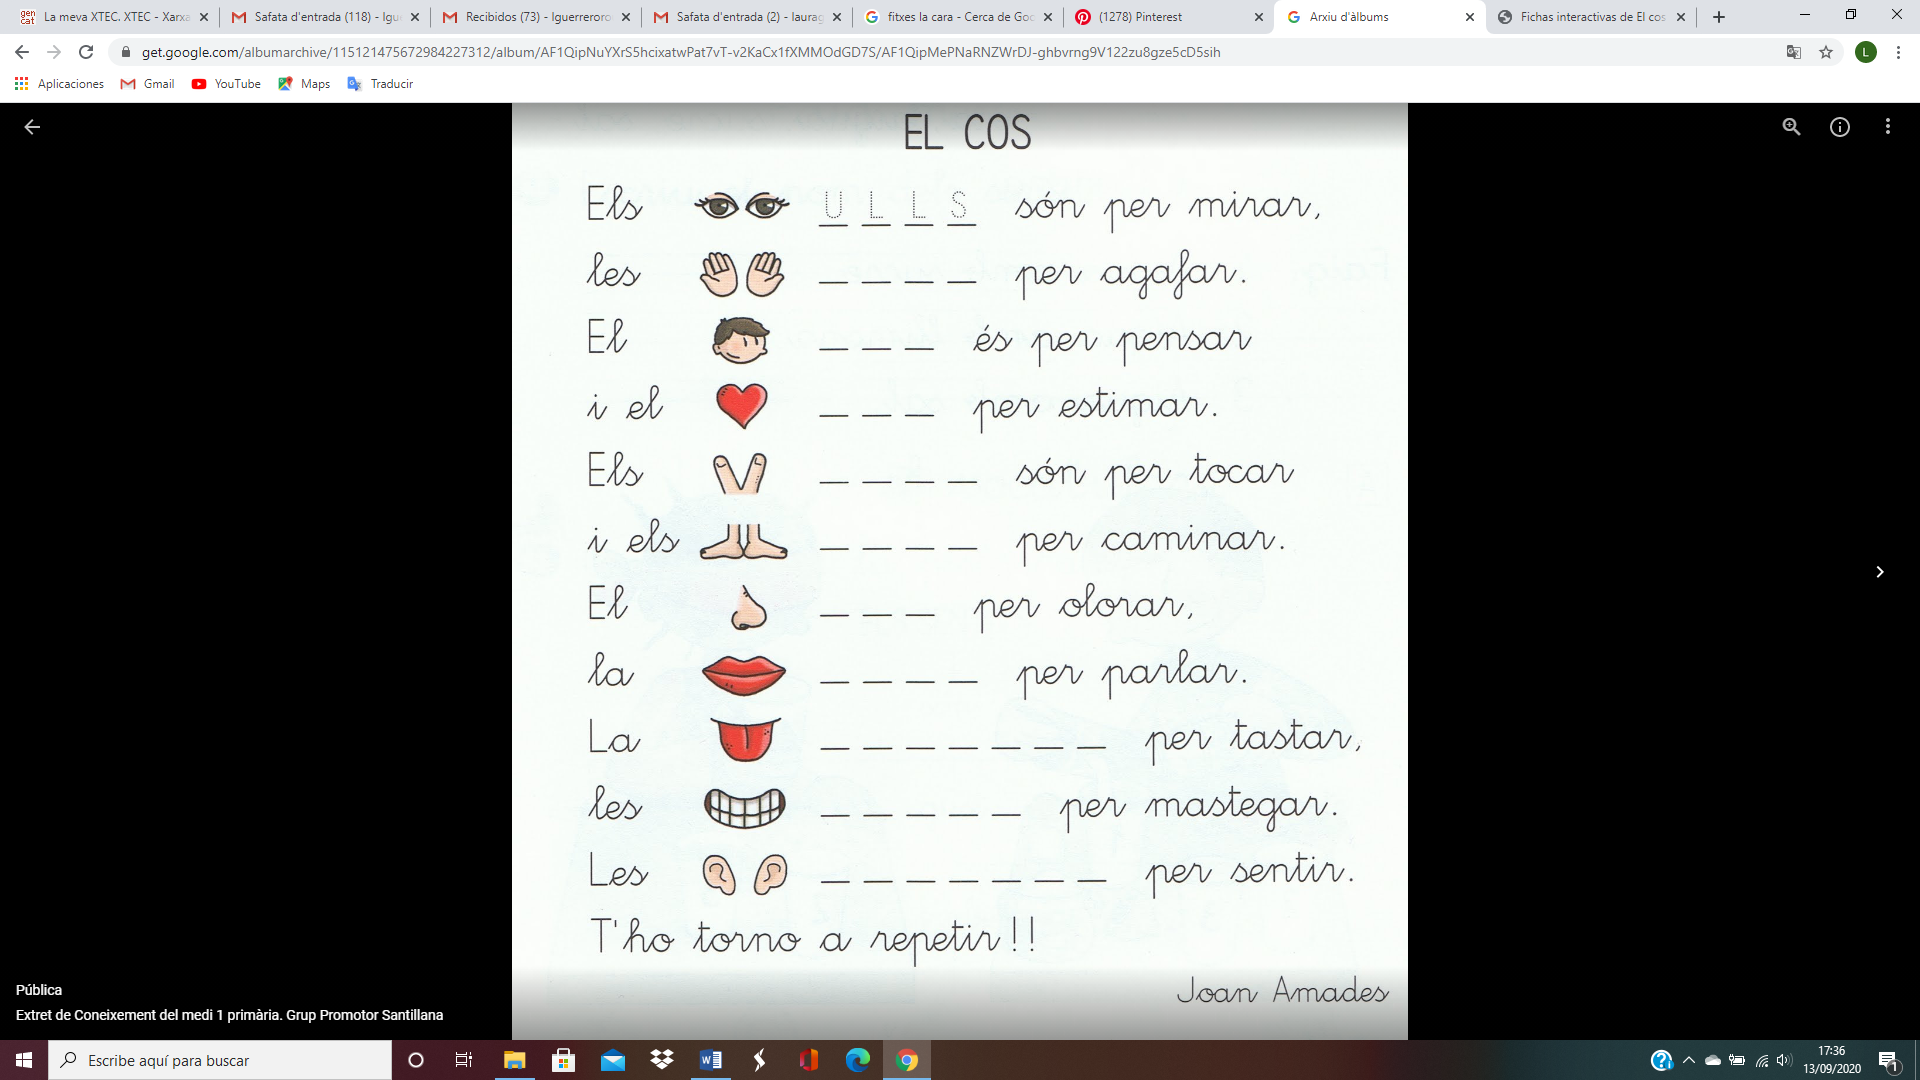 La meva XTEC. XTEC - Xarxa
Safata d'entrada (118) - lgue
Recibidos (73) - lguerreroro
Safata d'entrada (2) - laurag
fitxes la cara - Cerca de Goo
(1278) Pinterest
Arxiu d'àlbums
Fichas interactivas de El cos
get.google.com/albumarchive/115121475672984227312/album/AF1QipNuYXrS5hcixatwPat7vT-v2KaCx1fXMMOdGD7S/AF1QipMePNaRNZWrDJ-ghbvrng9V122zu8gze5cD5sih
L
Aplicaciones Gmail YouTube Maps Traducir
EL COS
Els ULLS són per mirar,
les _ _ _ _ per agafar.
El _ _ _ és per pensar
i el _ _ _ per estimar.
Els _ _ _ _ són per tocar
i els _ _ _ _ per caminar.
El _ _ _ per olorar,
la _ _ _ _ per parlar.
La _ _ _ _ _ _ _ per tastar,
les _ _ _ _ _ per mastegar.
Les _ _ _ _ _ _ _ per sentir.
T'ho torno a repetir!!
Joan Amades
Pública
Extret de Coneixement del medi 1 primària. Grup Promotor Santillana
Escribe aquí para buscar
17:36
13/09/2020
1